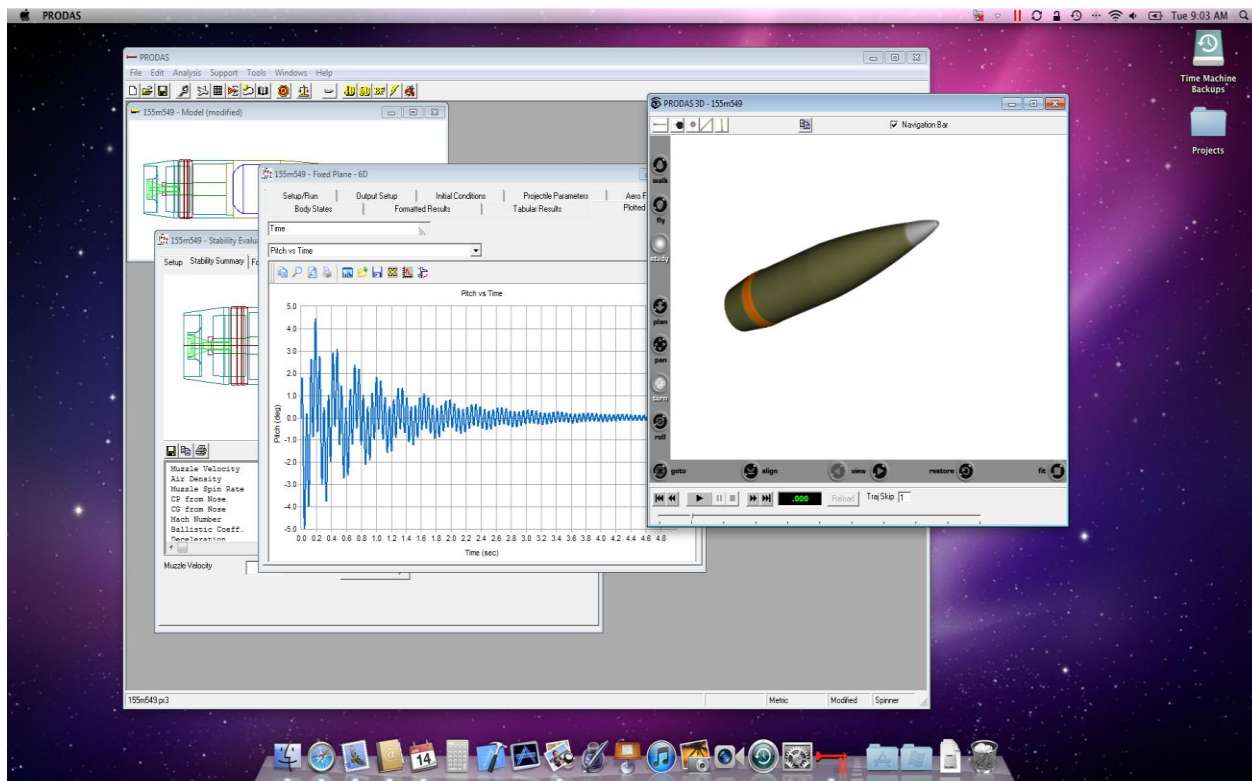 PRODAS
Tue 9:03 AM
Time Machine
Backups
Projects
PRODAS
File Edit Analysis Support Tools Windows Help
155m549 - Model (modified)
155m549 - Stability Evalua
Setup Stability Summary Fo
Muzzle Velocity
Air Density
Muzzle Spin Rate
CP from Nose
CG from Nose
Mach Number
Ballistic Coeff.
Deceleration
Muzzle Velocity
155m549 - Fixed Plane - 6D
Setup/Run Output Setup Initial Conditions Projectile Parameters Aero F
Body States Formatted Results Tabular Results Plotted
Time
Pitch vs Time
Pitch vs Time
5.0
4.0
3.0
2.0
1.0
0.0
-1.0
-2.0
-3.0
-4.0
-5.0
Pitch (deg)
0.0 0.2 0.4 0.6 0.8 1.0 1.2 1.4 1.6 1.8 2.0 2.2 2.4 2.6 2.8 3.0 3.2 3.4 3.6 3.8 4.0 4.2 4.4 4.6 4.8
Time (sec)
PRODAS 3D - 155m549
Navigation Bar
walk
fly
study
plan
pan
turn
roll
goto align view restore fit
.000 Reload Traj Skip 1
155m549.pr3
Metric Modified Spinner
14